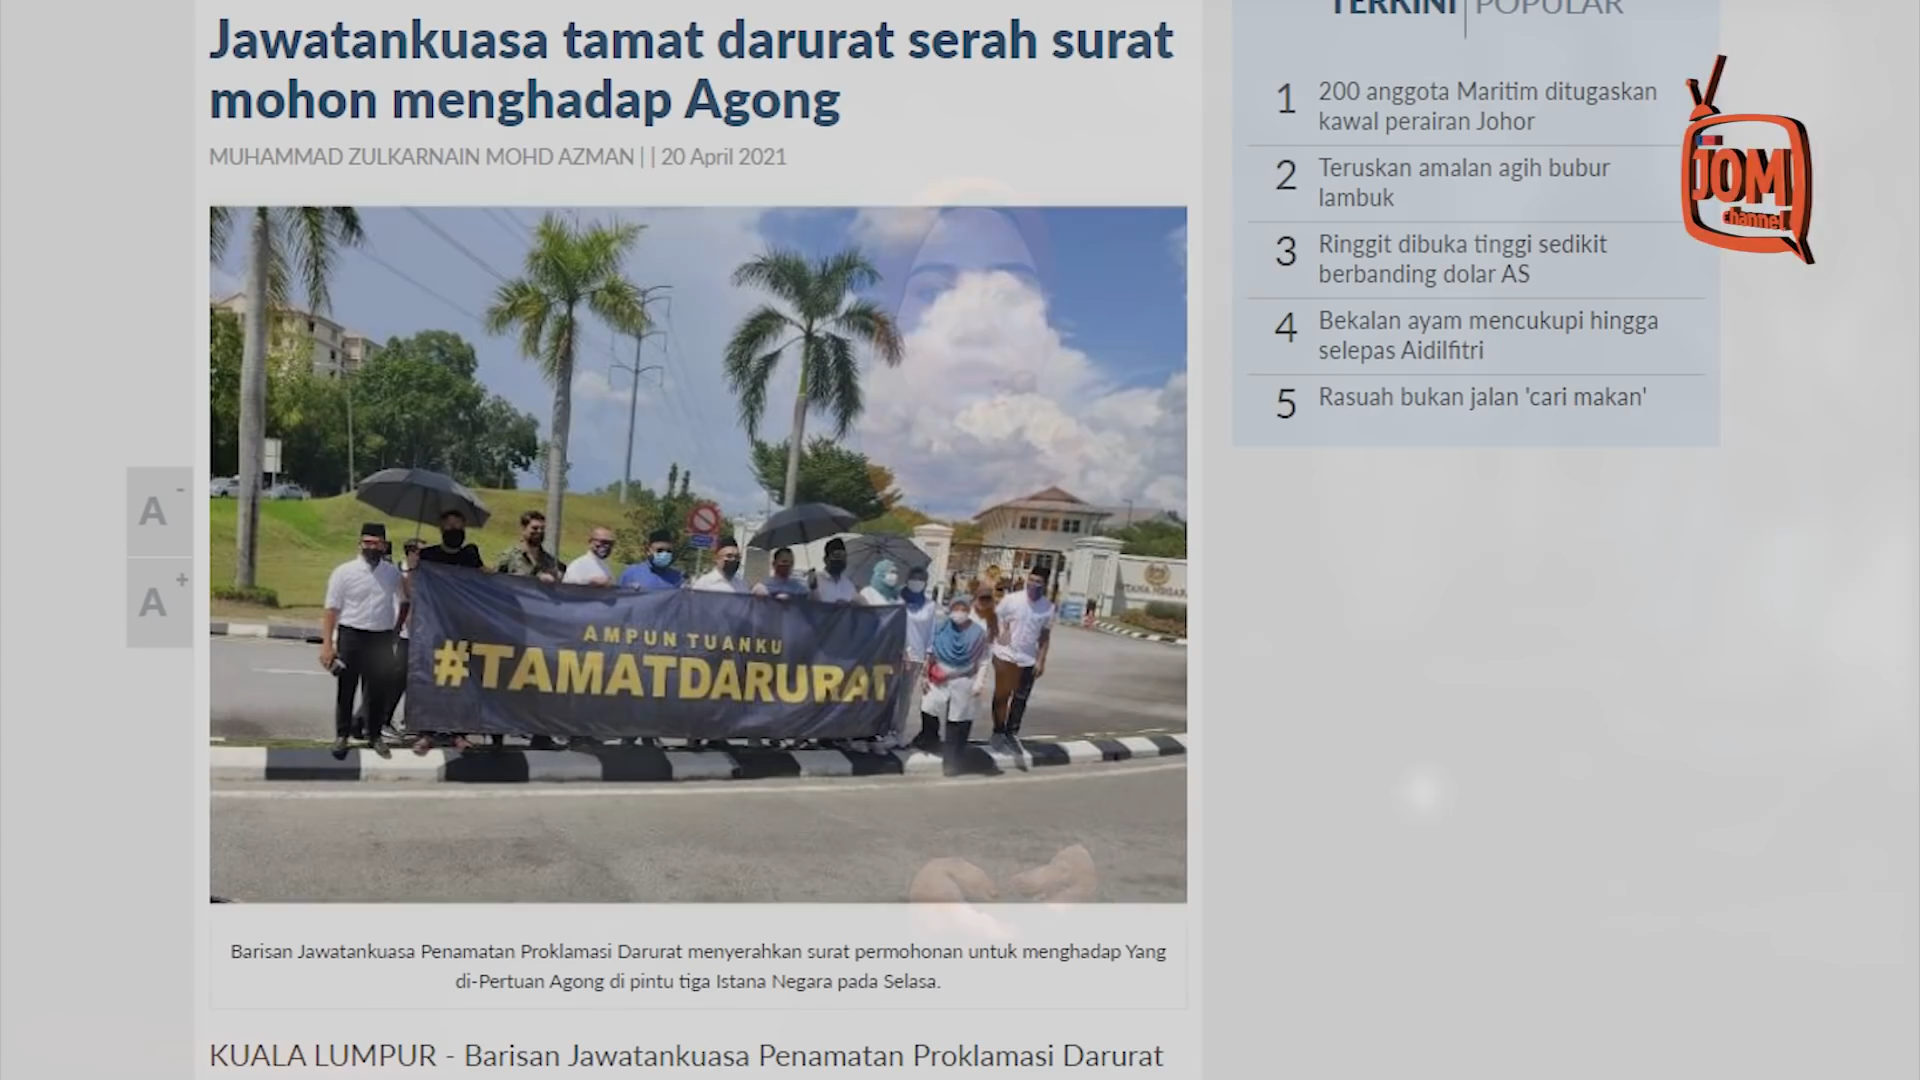 Jawatankuasa tamat darurat serah surat
mohon menghadap Agong
MUHAMMAD ZULKARNAIN MOHD AZMAN | | 20 April 2021
A -
A +
AMPUN TUANKU
#TAMATDARURAT
Barisan Jawatankuasa Penamatan Proklamasi Darurat menyerahkan surat permohonan untuk menghadap Yang
di-Pertuan Agong di pintu tiga Istana Negara pada Selasa.
KUALA LUMPUR - Barisan Jawatankuasa Penamatan Proklamasi Darurat
TERKINI | POPULAR
1 200 anggota Maritim ditugaskan
kawal perairan Johor
2 Teruskan amalan agih bubur
lambuk
3 Ringgit dibuka tinggi sedikit
berbanding dolar AS
4 Bekalan ayam mencukupi hingga
selepas Aidilfitri
5 Rasuah bukan jalan 'cari makan'
JOM
channel